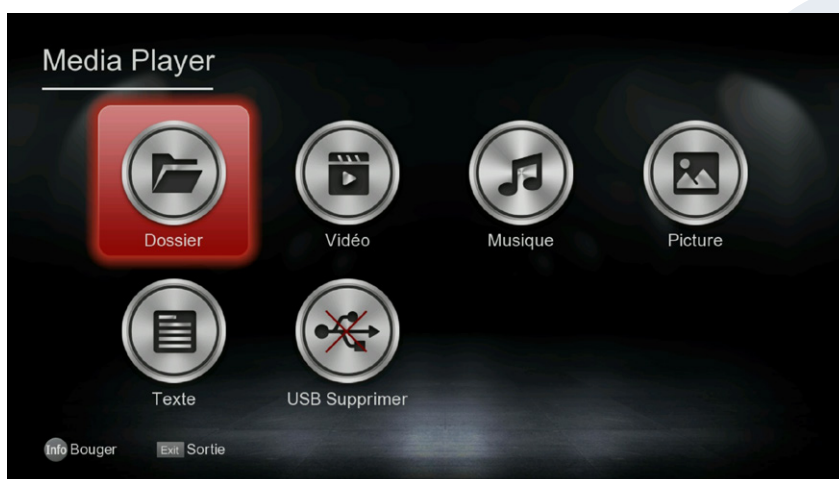 Media Player
Dossier
Vidéo
Musique
Picture
Texte
USB Supprimer
Info Bouger
Exit Sortie